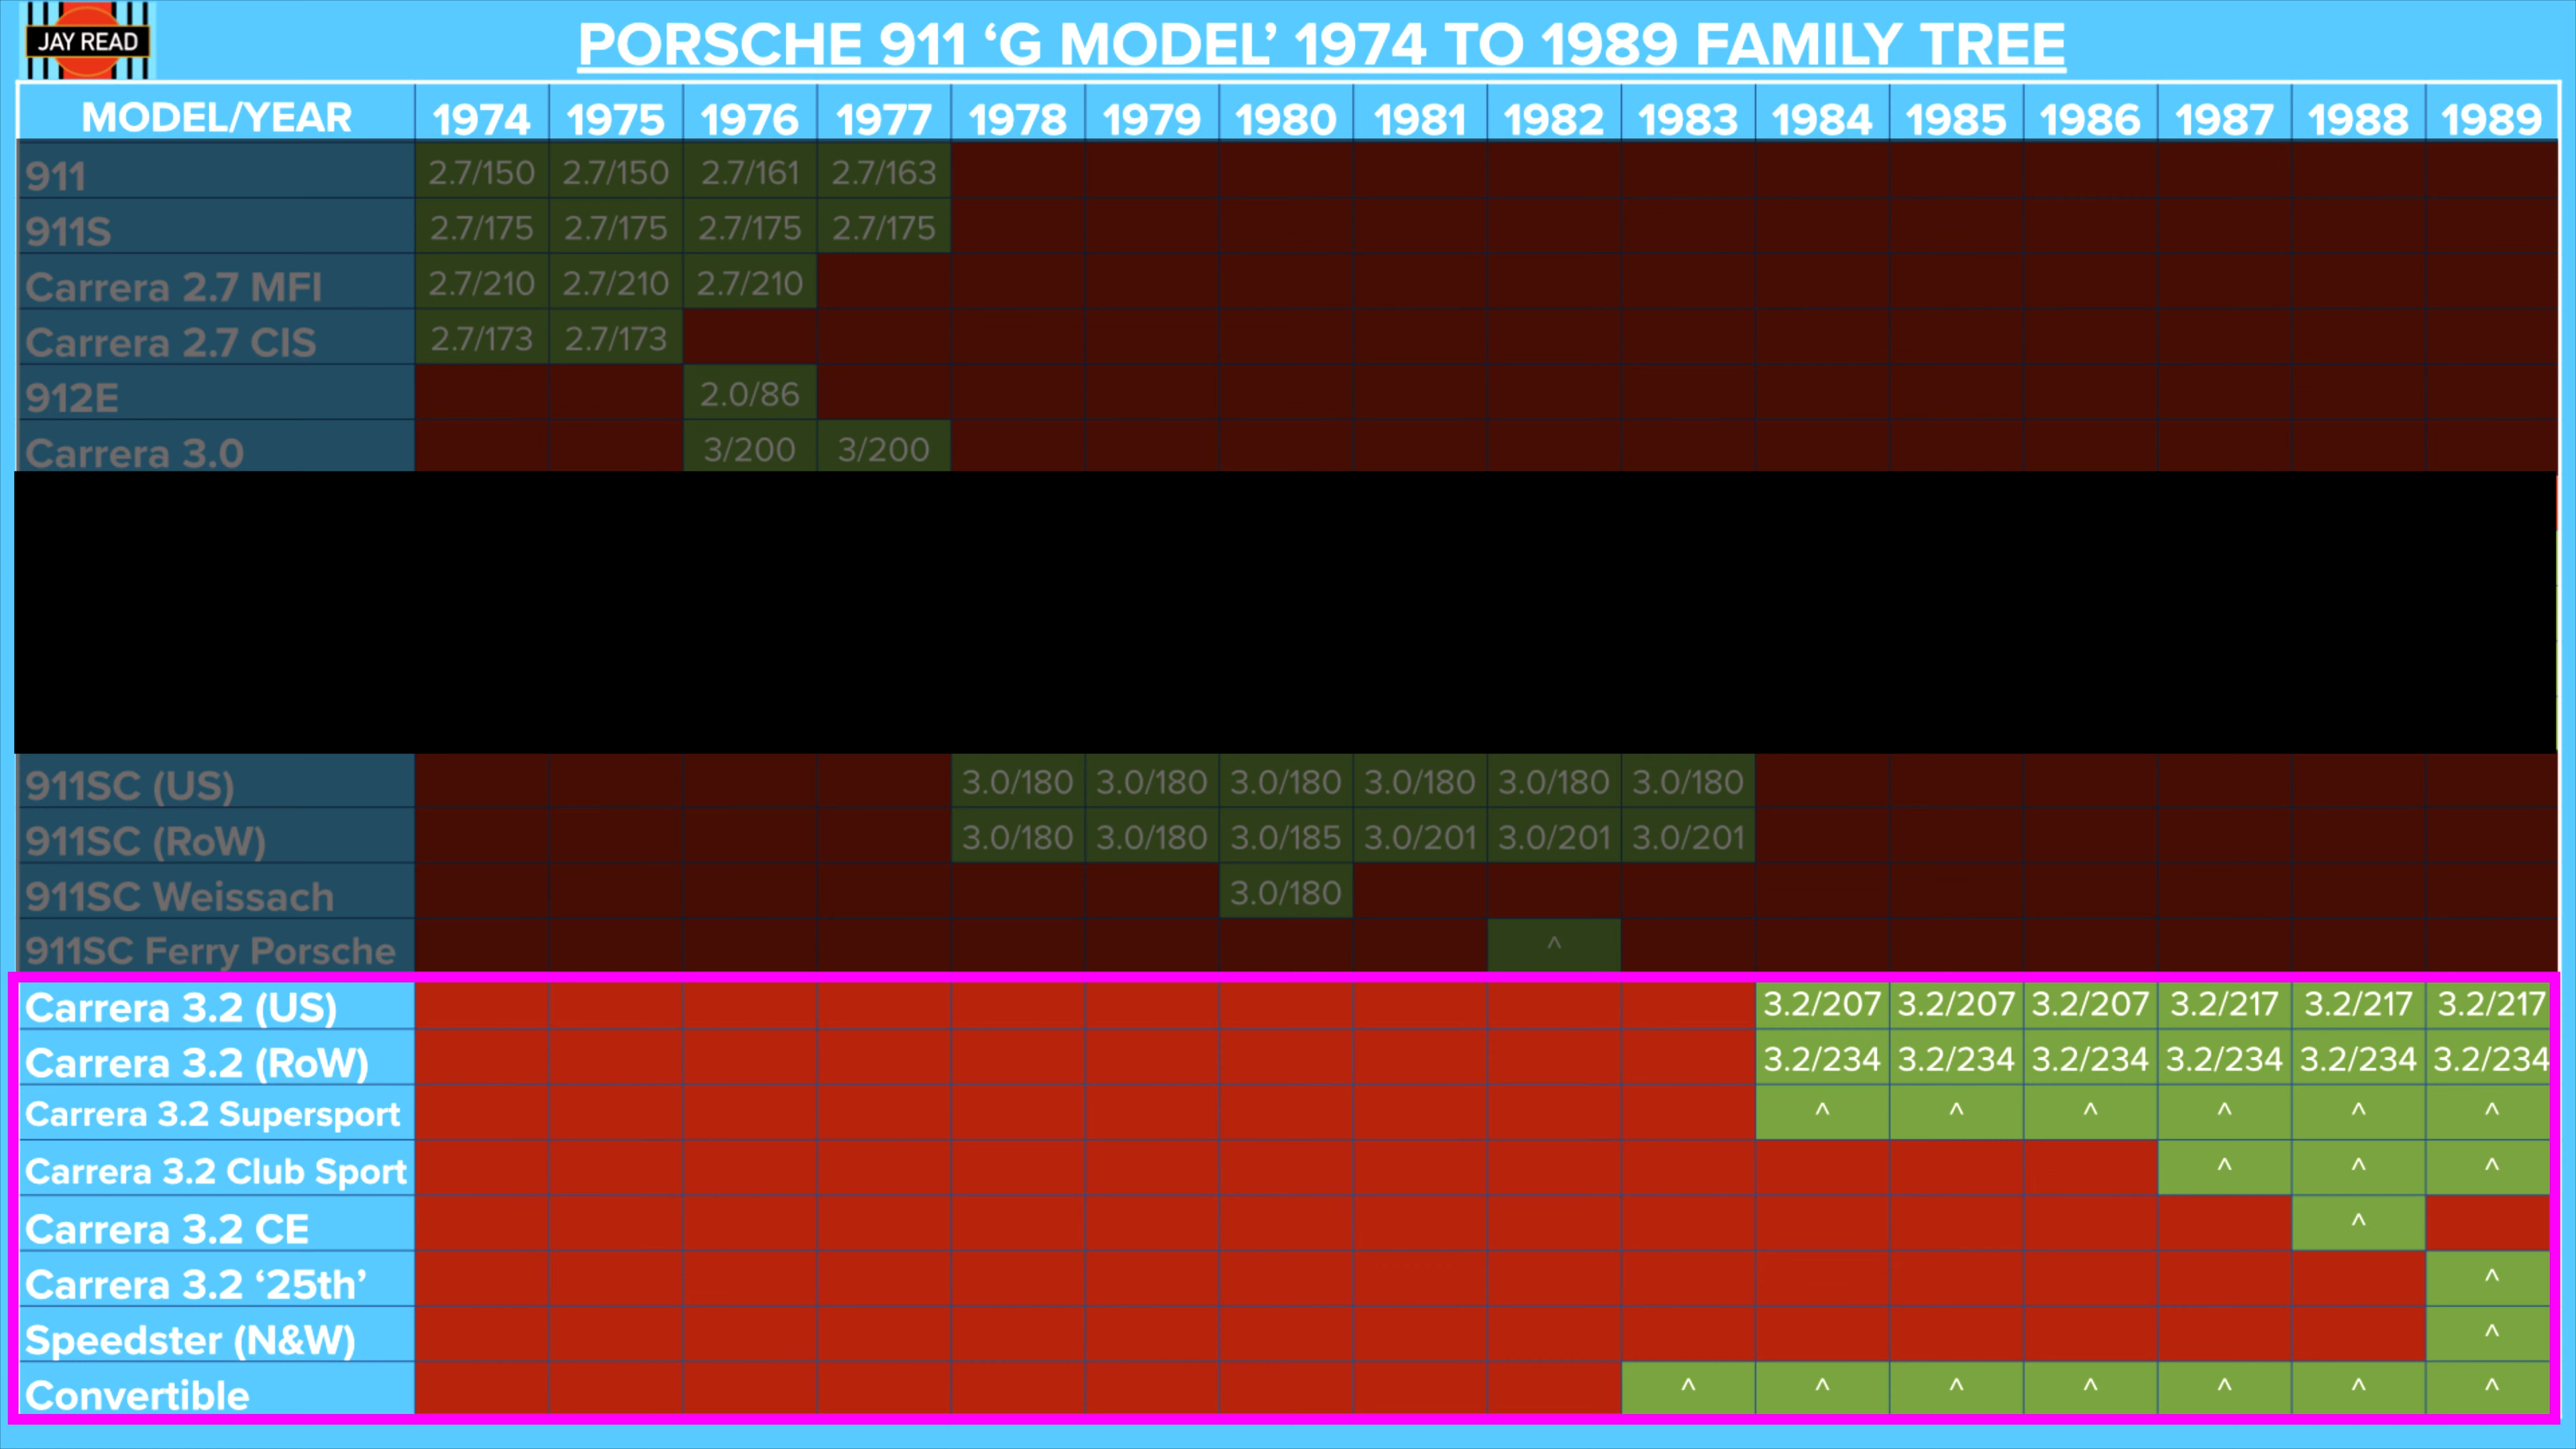 JAY READ
PORSCHE 911 ‘G MODEL’ 1974 TO 1989 FAMILY TREE
MODEL/YEAR 1974 1975 1976 1977 1978 1979 1980 1981 1982 1983 1984 1985 1986 1987 1988 1989
911 2.7/150 2.7/150 2.7/161 2.7/163
911S 2.7/175 2.7/175 2.7/175 2.7/175
Carrera 2.7 MFI 2.7/210 2.7/210 2.7/210
Carrera 2.7 CIS 2.7/173 2.7/173
912E 2.0/86
Carrera 3.0 3/200 3/200
911SC (US) 3.0/180 3.0/180 3.0/180 3.0/180 3.0/180 3.0/180
911SC (RoW) 3.0/180 3.0/180 3.0/185 3.0/201 3.0/201 3.0/201
911SC Weissach 3.0/180
911SC Ferry Porsche ^
Carrera 3.2 (US) 3.2/207 3.2/207 3.2/207 3.2/217 3.2/217 3.2/217
Carrera 3.2 (RoW) 3.2/234 3.2/234 3.2/234 3.2/234 3.2/234 3.2/234
Carrera 3.2 Supersport ^ ^ ^ ^ ^ ^
Carrera 3.2 Club Sport ^ ^ ^
Carrera 3.2 CE ^
Carrera 3.2 ‘25th’ ^
Speedster (N&W) ^
Convertible ^ ^ ^ ^ ^ ^ ^